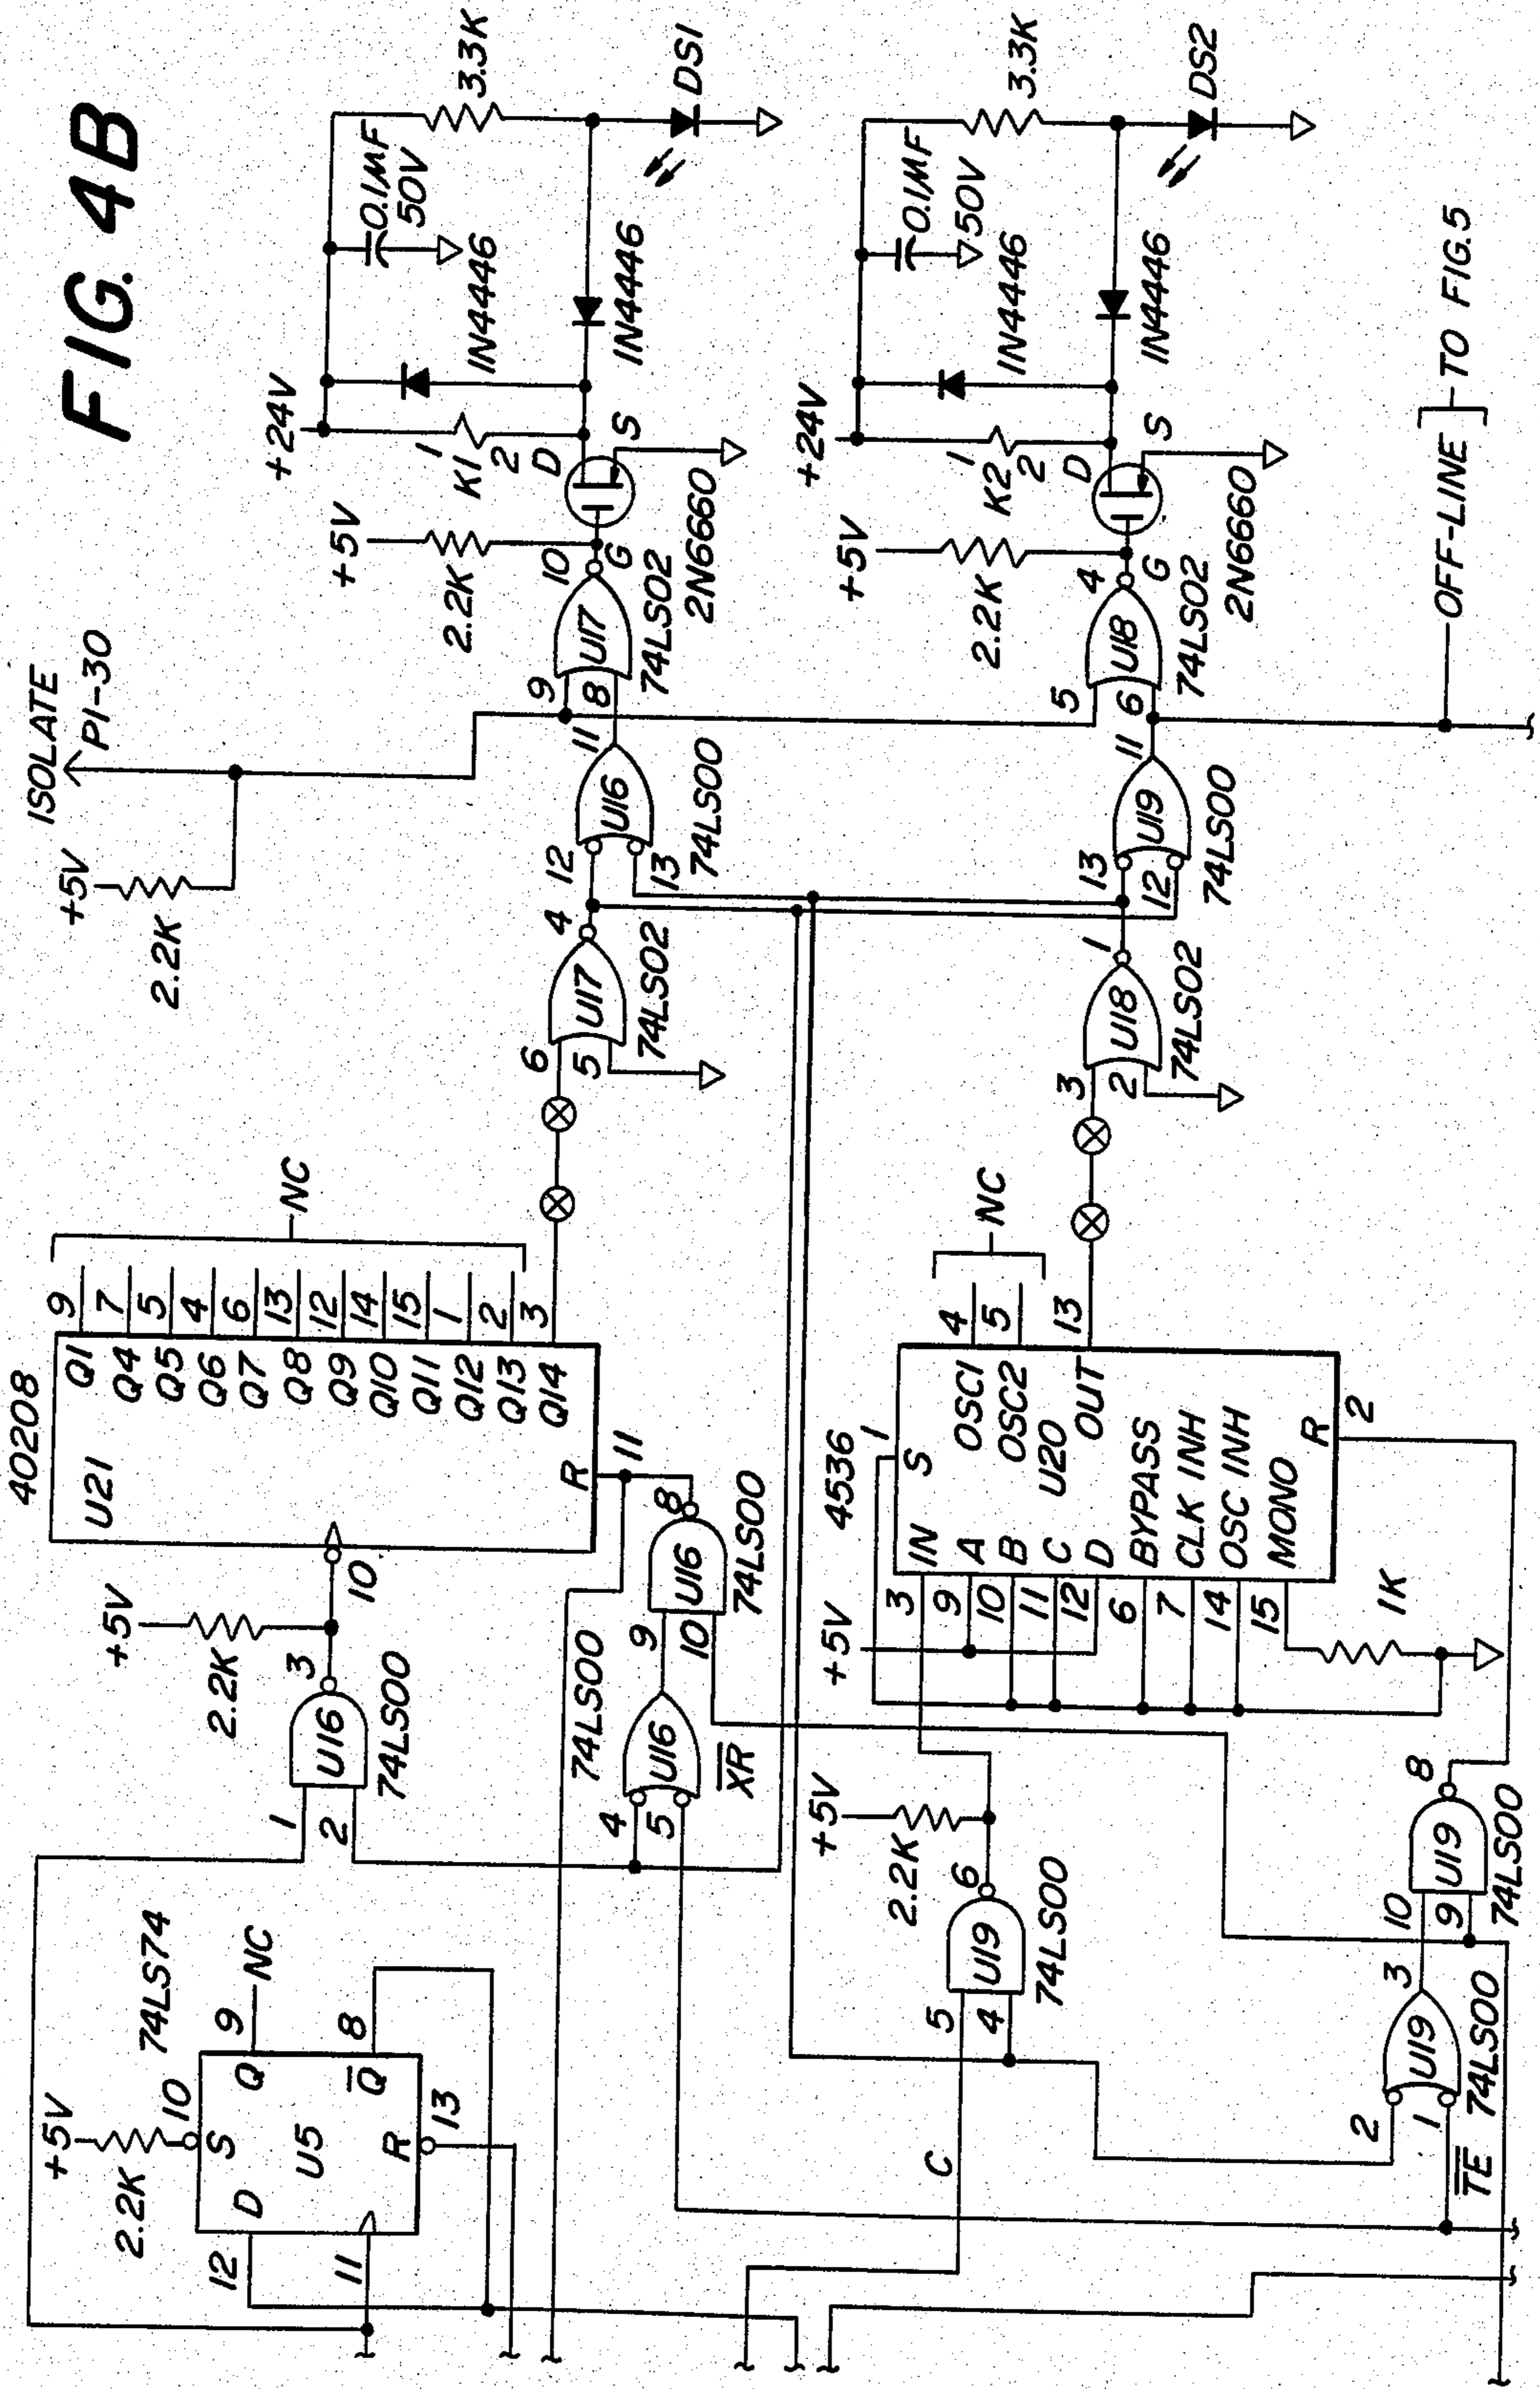 FIG. 4B
+5V
2.2K
10
S
D
U5
R
Q
Q̅
12
11
13
9
8
NC
74LS74
1
2
U16
3
74LS00
+5V
2.2K
10
40208
U21
R
11
Q1
Q4
Q5
Q6
Q7
Q8
Q9
Q10
Q11
Q12
Q13
Q14
9
7
5
4
6
13
12
14
15
1
2
3
NC
74LS00
4
5
U16
X̅R̅
9
10
U16
8
74LS00
6
5
U17
4
74LS02
+5V
2.2K
ISOLATE
P1-30
12
13
U16
11
74LS00
9
8
U17
10
74LS02
+5V
2.2K
G
D
S
2N6660
+24V
1
K1
2
1N4446
1N4446
0.1MF
50V
3.3K
DS1
C
5
4
U19
6
74LS00
+5V
2.2K
+5V
4536
1
S
IN
A
B
C
D
BYPASS
CLK INH
OSC INH
MONO
OSC1
OSC2
U20
OUT
R
3
9
10
11
12
6
7
14
15
1K
2
4
5
13
NC
3
2
U18
1
74LS02
13
12
U19
11
74LS00
5
6
U18
4
74LS02
+5V
2.2K
G
D
S
2N6660
+24V
1
K2
2
1N4446
1N4446
0.1MF
50V
3.3K
DS2
T̅E̅
2
1
U19
3
74LS00
10
9
U19
8
74LS00
OFF-LINE
TO FIG.5